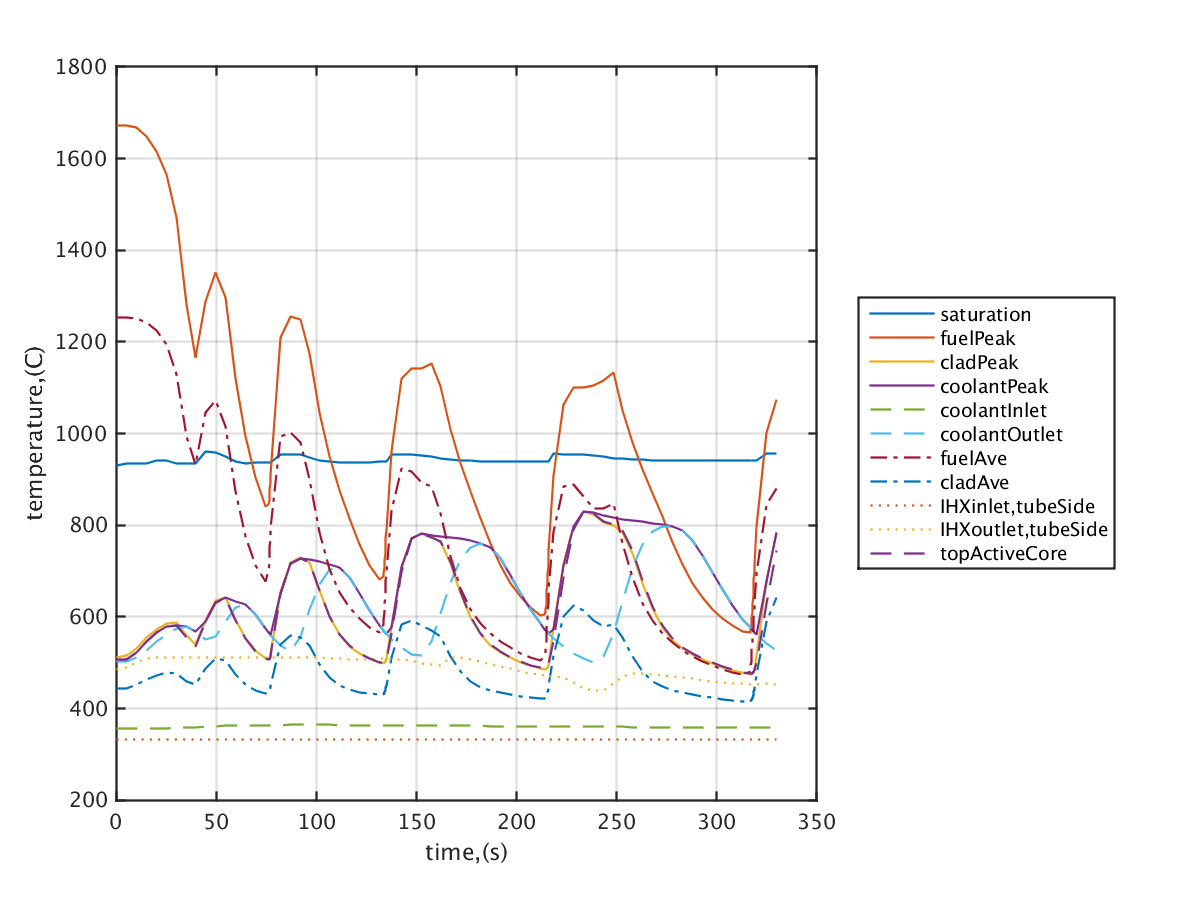 1800
1600
1400
1200
1000
800
600
400
200
temperature,(C)
0 50 100 150 200 250 300 350
time,(s)
saturation
fuelPeak
cladPeak
coolantPeak
coolantInlet
coolantOutlet
fuelAve
cladAve
IHXinlet,tubeSide
IHXoutlet,tubeSide
topActiveCore